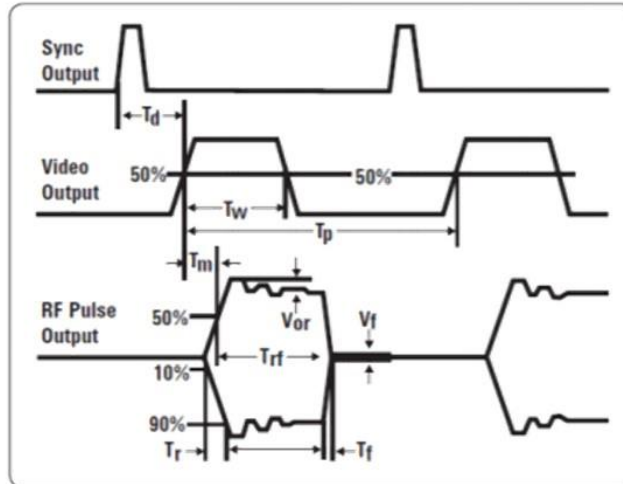 Sync
Output
Td
Video
Output
50%
50%
Tw
Tp
Tm
RF Pulse
Output
50%
Vor
Vf
Trf
10%
90%
Tr
Tf